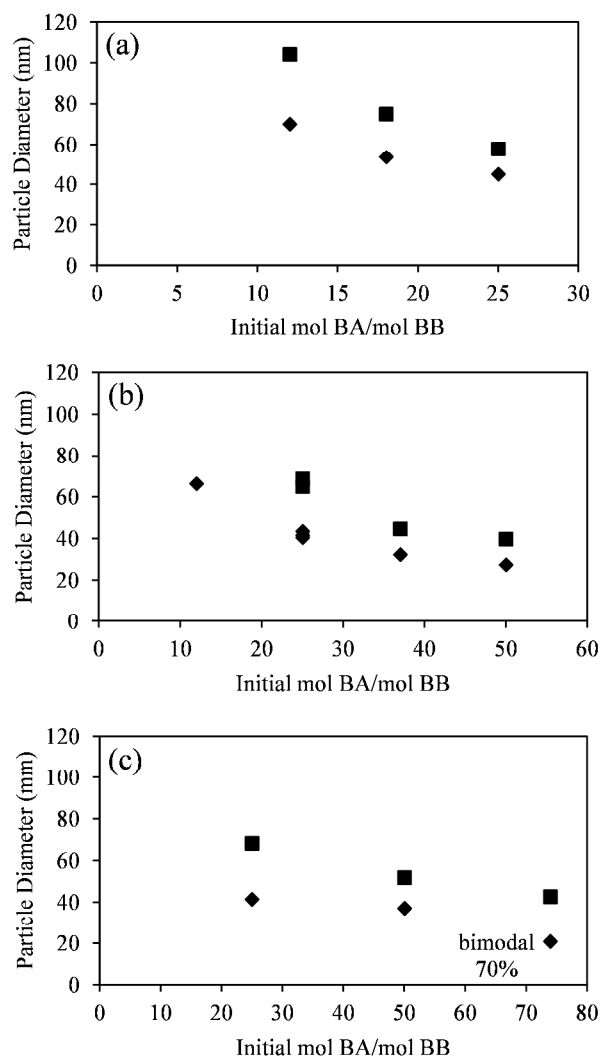 (a)
Particle Diameter (nm)
120
100
80
60
40
20
0
0 5 10 15 20 25 30
Initial mol BA/mol BB
(b)
Particle Diameter (nm)
120
100
80
60
40
20
0
0 10 20 30 40 50 60
Initial mol BA/mol BB
(c)
Particle Diameter (mm)
120
100
80
60
40
20
0
bimodal
70%
0 10 20 30 40 50 60 70 80
Initial mol BA/mol BB